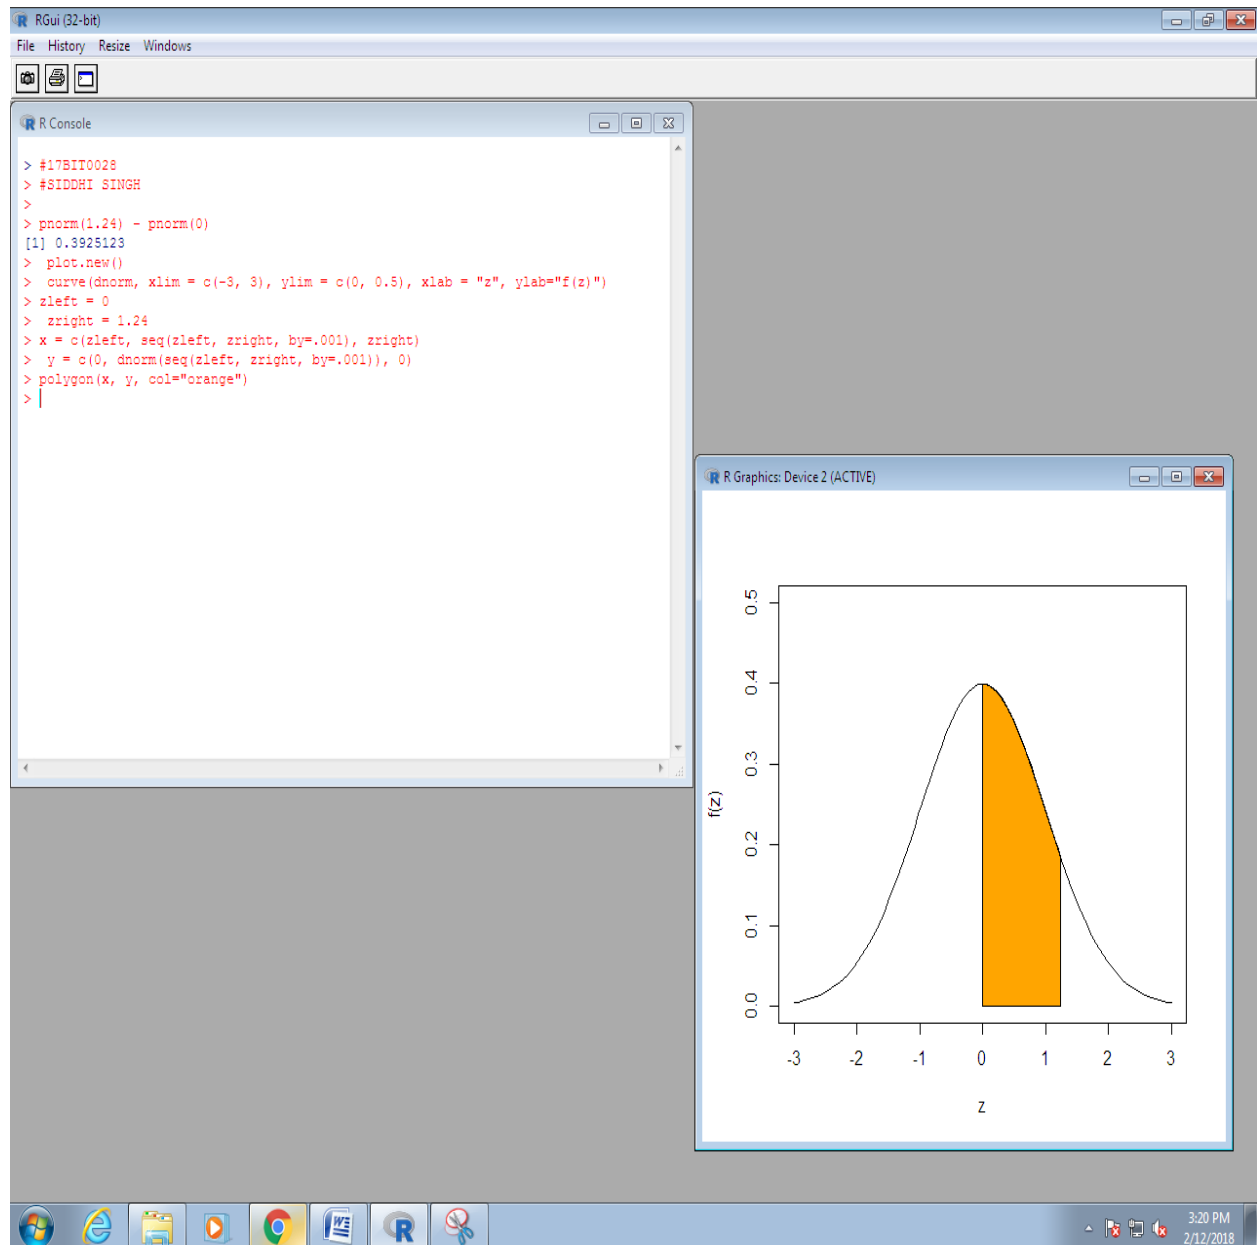 RGui (32-bit)
File History Resize Windows
R Console
> #17BIT0028
> #SIDDHI SINGH
>
> pnorm(1.24) - pnorm(0)
[1] 0.3925123
>  plot.new()
>  curve(dnorm, xlim = c(-3, 3), ylim = c(0, 0.5), xlab = "z", ylab="f(z)")
> zleft = 0
>  zright = 1.24
> x = c(zleft, seq(zleft, zright, by=.001), zright)
>  y = c(0, dnorm(seq(zleft, zright, by=.001)), 0)
> polygon(x, y, col="orange")
>
R Graphics: Device 2 (ACTIVE)
0.5
0.4
0.3
0.2
0.1
0.0
f(z)
-3 -2 -1 0 1 2 3
z
3:20 PM
2/12/2018